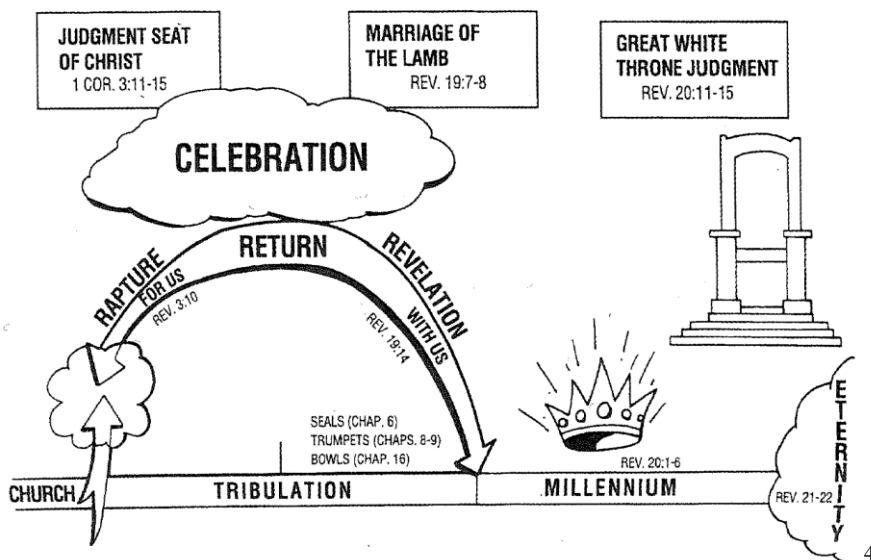 JUDGMENT SEAT
OF CHRIST
1 COR. 3:11-15
MARRIAGE OF
THE LAMB
REV. 19:7-8
GREAT WHITE
THRONE JUDGMENT
REV. 20:11-15
CELEBRATION
RAPTURE
FOR US
REV. 3:10
RETURN
REVELATION
WITH US
REV. 19:14
SEALS (CHAP. 6)
TRUMPETS (CHAPS. 8-9)
BOWLS (CHAP. 16)
REV. 20:1-6
CHURCH
TRIBULATION
MILLENNIUM
REV. 21-22
ETERNITY
4